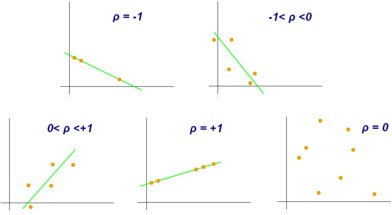 ρ = -1
-1< ρ <0
0< ρ <+1
ρ = +1
ρ = 0